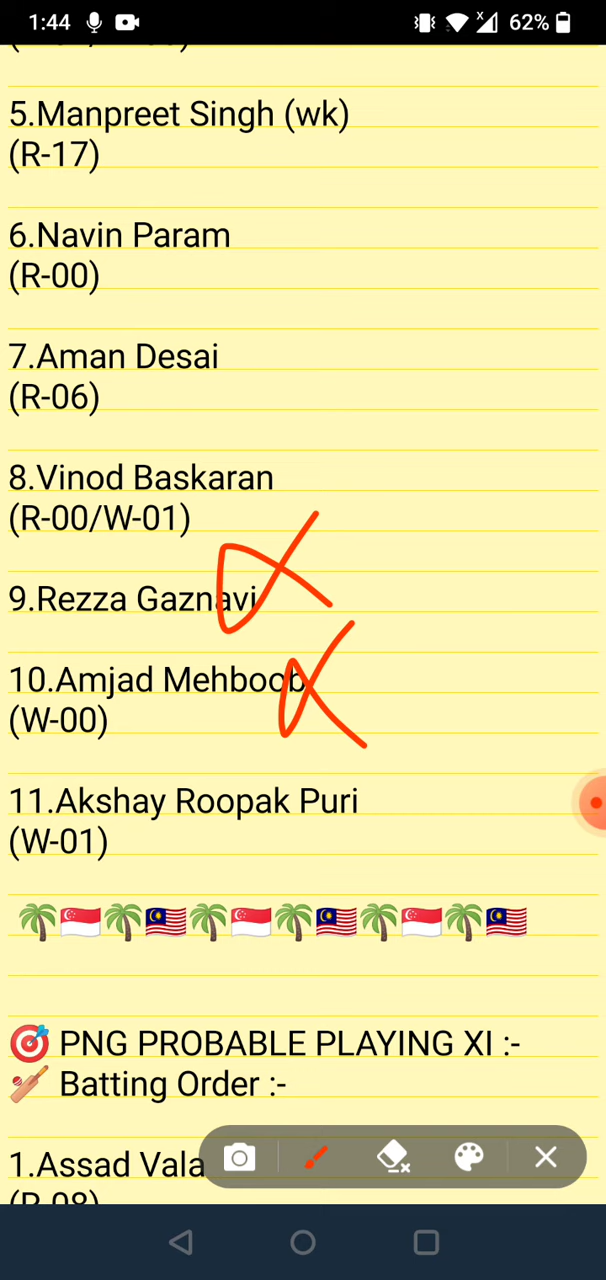 1:44 62%
5.Manpreet Singh (wk)
(R-17)
6.Navin Param
(R-00)
7.Aman Desai
(R-06)
8.Vinod Baskaran
(R-00/W-01)
9.Rezza Gaznavi
10.Amjad Mehboob
(W-00)
11.Akshay Roopak Puri
(W-01)
🌴🇸🇬🌴🇲🇾🌴🇸🇬🌴🇲🇾🌴🇸🇬🌴🇲🇾
🎯 PNG PROBABLE PLAYING XI :-
🏏 Batting Order :-
1.Assad Vala
(R-08)